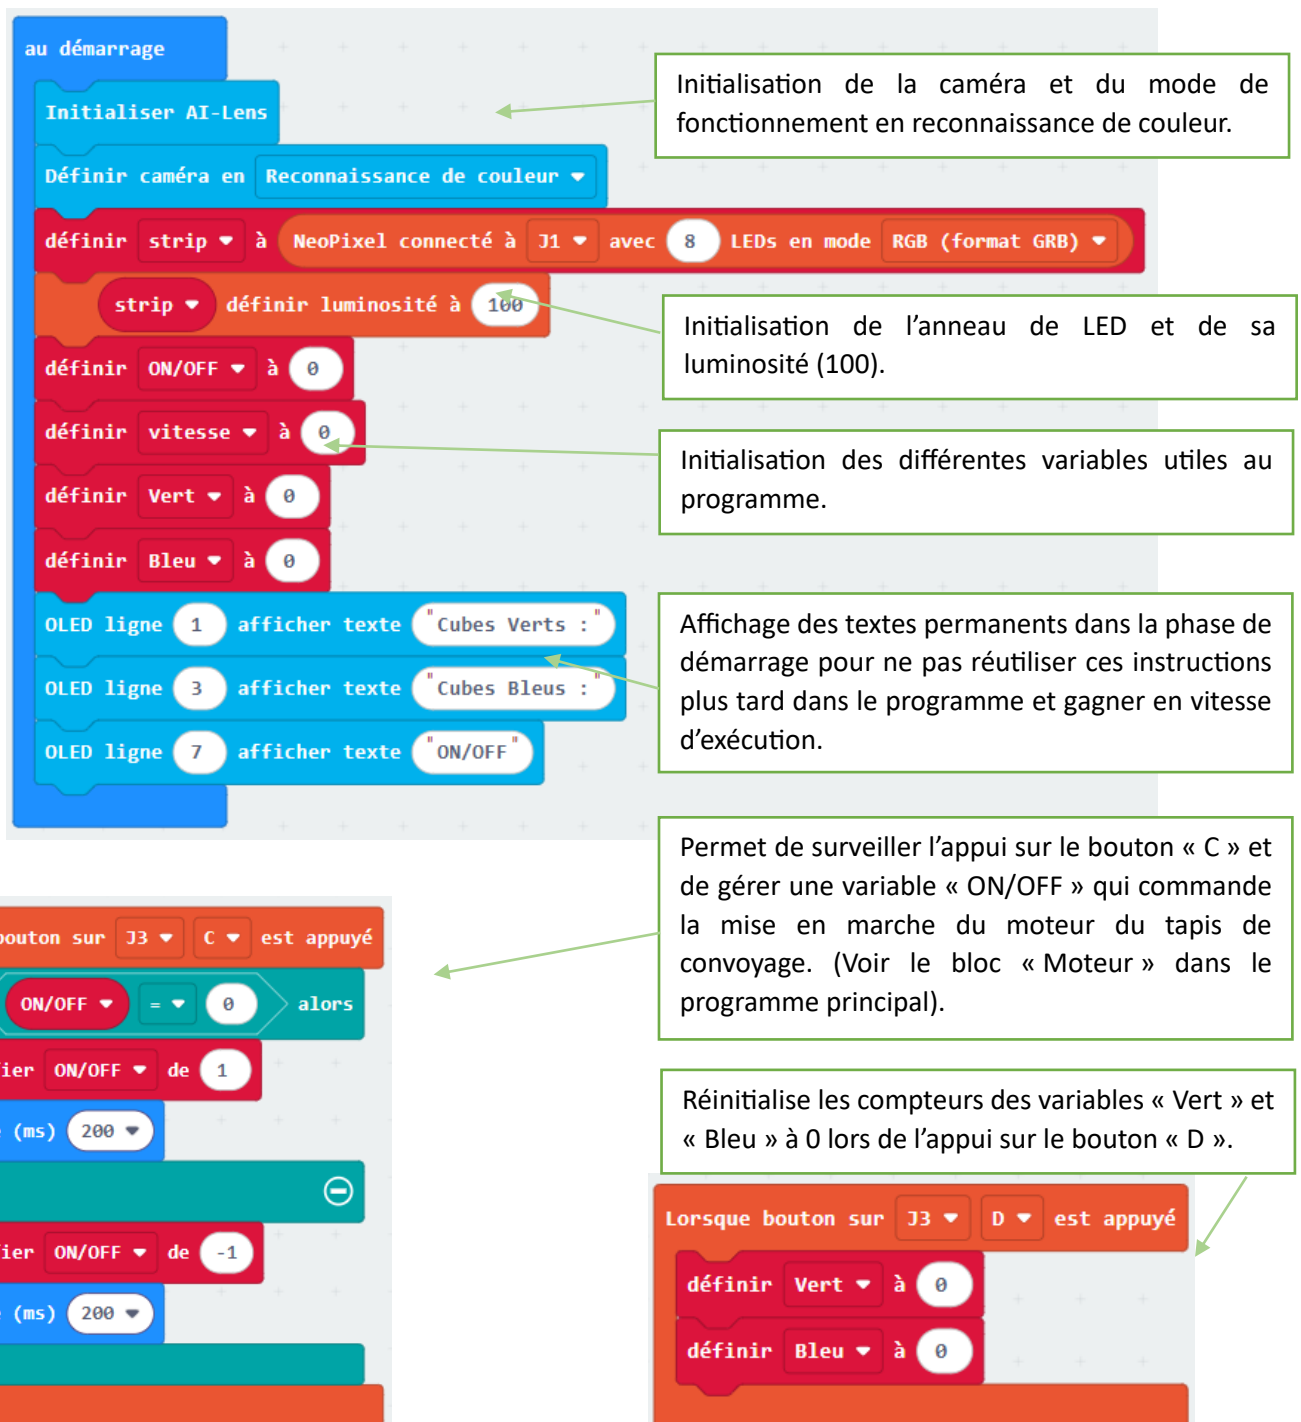 au démarrage
Initialiser AI-Lens
Définir caméra en Reconnaissance de couleur
définir strip à NeoPixel connecté à J1 avec 8 LEDs en mode RGB (format GRB)
strip définir luminosité à 100
définir ON/OFF à 0
définir vitesse à 0
définir Vert à 0
définir Bleu à 0
OLED ligne 1 afficher texte "Cubes Verts :"
OLED ligne 3 afficher texte "Cubes Bleus :"
OLED ligne 7 afficher texte "ON/OFF"
Initialisation de la caméra et du mode de
fonctionnement en reconnaissance de couleur.
Initialisation de l’anneau de LED et de sa
luminosité (100).
Initialisation des différentes variables utiles au
programme.
Affichage des textes permanents dans la phase de
démarrage pour ne pas réutiliser ces instructions
plus tard dans le programme et gagner en vitesse
d’exécution.
Permet de surveiller l’appui sur le bouton « C » et
de gérer une variable « ON/OFF » qui commande
la mise en marche du moteur du tapis de
convoyage. (Voir le bloc « Moteur » dans le
programme principal).
bouton sur J3 C est appuyé
ON/OFF = 0 alors
fier ON/OFF de 1
(ms) 200
fier ON/OFF de -1
(ms) 200
Réinitialise les compteurs des variables « Vert » et
« Bleu » à 0 lors de l’appui sur le bouton « D ».
Lorsque bouton sur J3 D est appuyé
définir Vert à 0
définir Bleu à 0